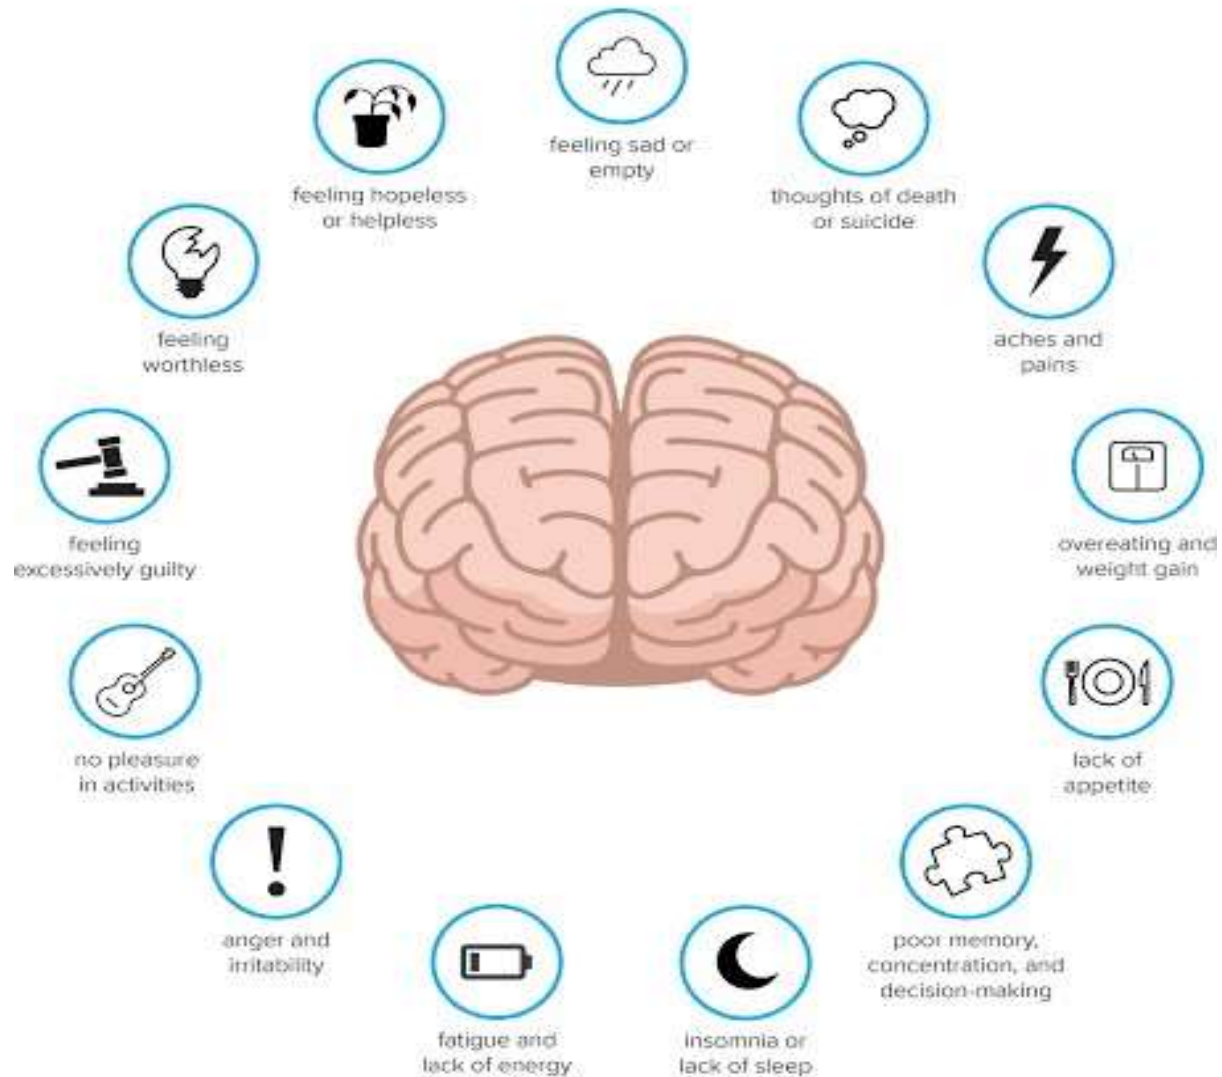 feeling sad or
empty
thoughts of death
or suicide
aches and
pains
overeating and
weight gain
lack of
appetite
poor memory,
concentration, and
decision-making
insomnia or
lack of sleep
fatigue and
lack of energy
anger and
irritability
no pleasure
in activities
feeling
excessively guilty
feeling
worthless
feeling hopeless
or helpless